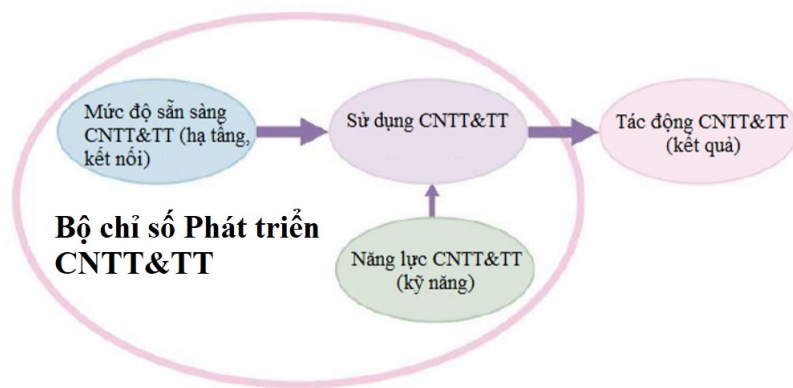 Mức độ sẵn sàng
CNTT&TT (hạ tầng,
kết nối)
Sử dụng CNTT&TT
Tác động CNTT&TT
(kết quả)
Bộ chỉ số Phát triển
CNTT&TT
Năng lực CNTT&TT
(kỹ năng)